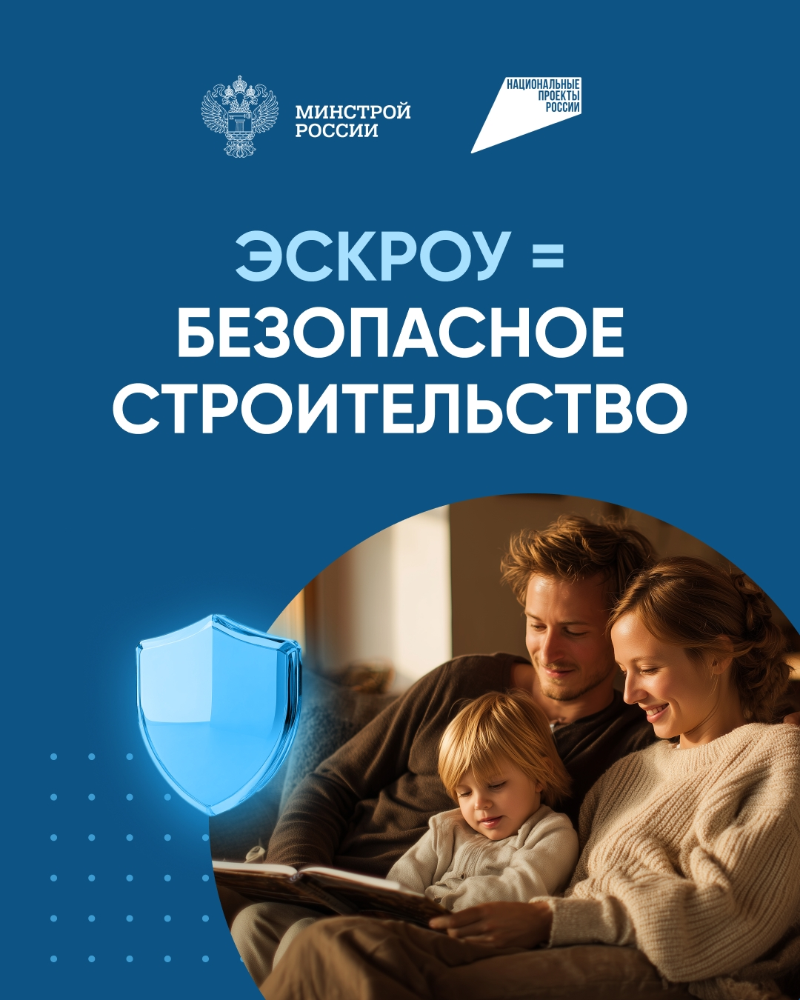 МИНСТРОЙ
РОССИИ
НАЦИОНАЛЬНЫЕ
ПРОЕКТЫ
РОССИИ
ЭСКРОУ =
БЕЗОПАСНОЕ
СТРОИТЕЛЬСТВО